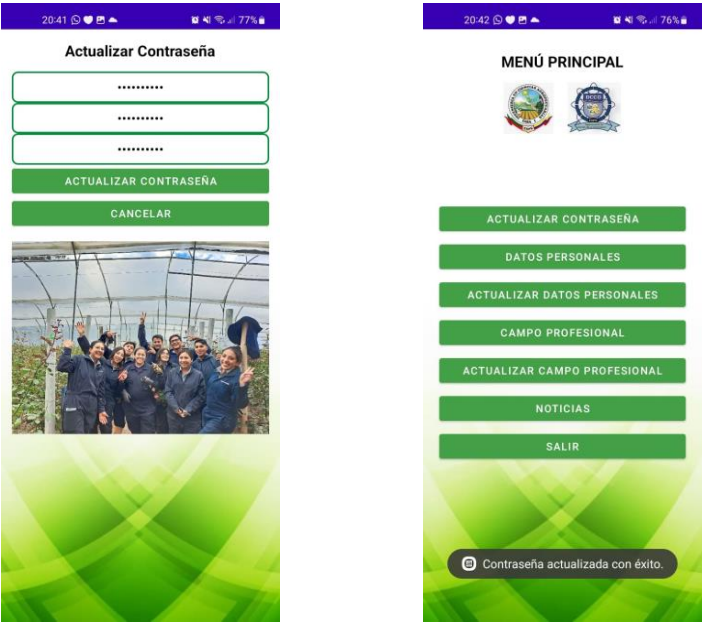 20:41
77%
Actualizar Contraseña
••••••••••
••••••••••
••••••••••
ACTUALIZAR CONTRASEÑA
CANCELAR
20:42
76%
MENÚ PRINCIPAL
DCCO
ACTUALIZAR CONTRASEÑA
DATOS PERSONALES
ACTUALIZAR DATOS PERSONALES
CAMPO PROFESIONAL
ACTUALIZAR CAMPO PROFESIONAL
NOTICIAS
SALIR
Contraseña actualizada con éxito.